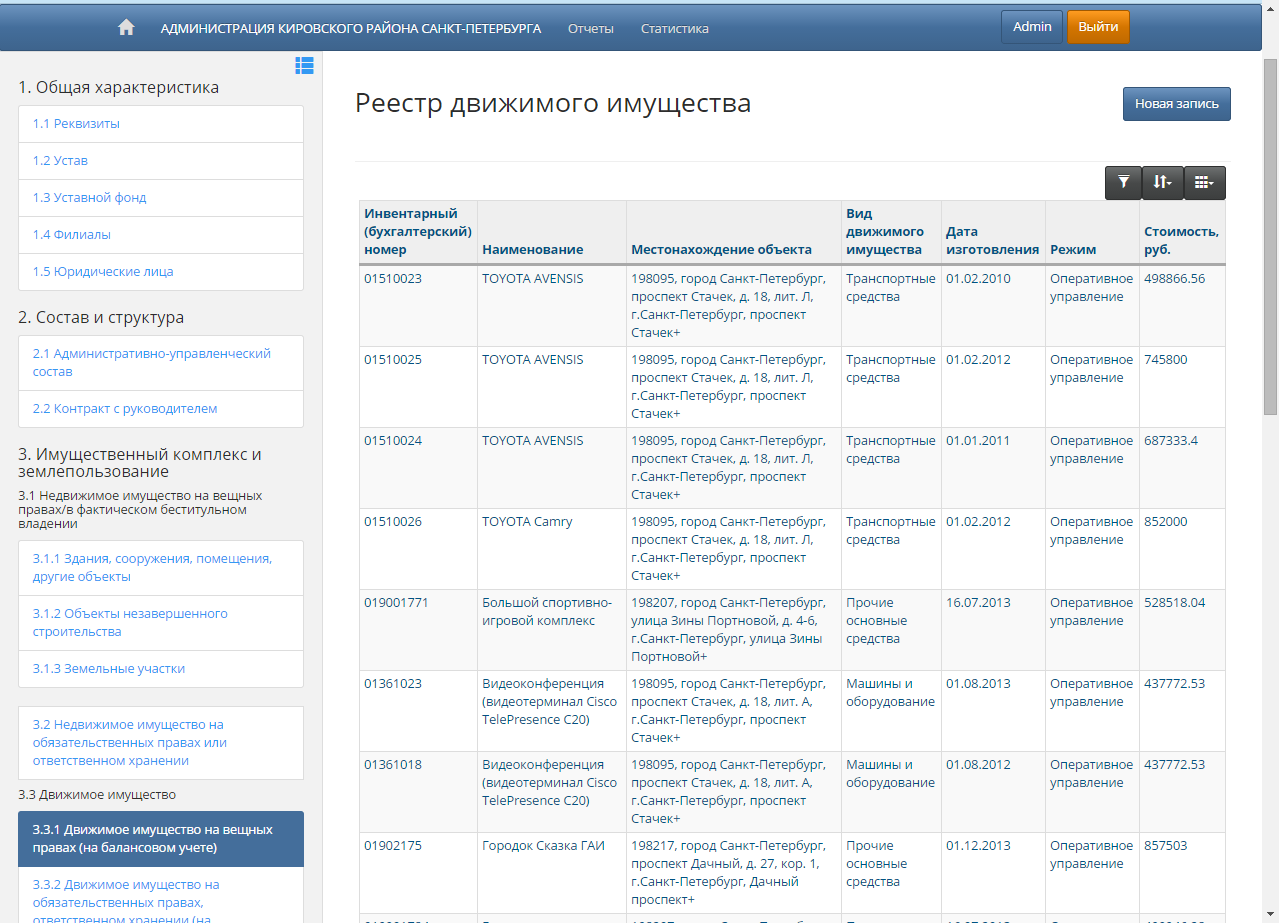 АДМИНИСТРАЦИЯ КИРОВСКОГО РАЙОНА САНКТ-ПЕТЕРБУРГА Отчеты Статистика Admin Выйти
1. Общая характеристика
1.1 Реквизиты
1.2 Устав
1.3 Уставной фонд
1.4 Филиалы
1.5 Юридические лица
2. Состав и структура
2.1 Административно-управленческий
состав
2.2 Контракт с руководителем
3. Имущественный комплекс и
землепользование
3.1 Недвижимое имущество на вещных
правах/в фактическом беститульном
владении
3.1.1 Здания, сооружения, помещения,
другие объекты
3.1.2 Объекты незавершенного
строительства
3.1.3 Земельные участки
3.2 Недвижимое имущество на
обязательственных правах или
ответственном хранении
3.3 Движимое имущество
3.3.1 Движимое имущество на вещных
правах (на балансовом учете)
3.3.2 Движимое имущество на
обязательственных правах,
ответственном хранении (на
Реестр движимого имущества
Новая запись
Инвентарный
(бухгалтерский)
номер
Наименование
Местонахождение объекта
Вид
движимого
имущества
Дата
изготовления
Режим
Стоимость,
руб.
01510023
TOYOTA AVENSIS
198095, город Санкт-Петербург,
проспект Стачек, д. 18, лит. Л,
г.Санкт-Петербург, проспект
Стачек+
Транспортные
средства
01.02.2010
Оперативное
управление
498866.56
01510025
TOYOTA AVENSIS
198095, город Санкт-Петербург,
проспект Стачек, д. 18, лит. Л,
г.Санкт-Петербург, проспект
Стачек+
Транспортные
средства
01.02.2012
Оперативное
управление
745800
01510024
TOYOTA AVENSIS
198095, город Санкт-Петербург,
проспект Стачек, д. 18, лит. Л,
г.Санкт-Петербург, проспект
Стачек+
Транспортные
средства
01.01.2011
Оперативное
управление
687333.4
01510026
TOYOTA Camry
198095, город Санкт-Петербург,
проспект Стачек, д. 18, лит. Л,
г.Санкт-Петербург, проспект
Стачек+
Транспортные
средства
01.02.2012
Оперативное
управление
852000
019001771
Большой спортивно-
игровой комплекс
198207, город Санкт-Петербург,
улица Зины Портновой, д. 4-6,
г.Санкт-Петербург, улица Зины
Портновой+
Прочие
основные
средства
16.07.2013
Оперативное
управление
528518.04
01361023
Видеоконференция
(видеотерминал Cisco
TelePresence C20)
198095, город Санкт-Петербург,
проспект Стачек, д. 18, лит. А,
г.Санкт-Петербург, проспект
Стачек+
Машины и
оборудование
01.08.2013
Оперативное
управление
437772.53
01361018
Видеоконференция
(видеотерминал Cisco
TelePresence C20)
198095, город Санкт-Петербург,
проспект Стачек, д. 18, лит. А,
г.Санкт-Петербург, проспект
Стачек+
Машины и
оборудование
01.08.2012
Оперативное
управление
437772.53
01902175
Городок Сказка ГАИ
198217, город Санкт-Петербург,
проспект Дачный, д. 27, кор. 1,
г.Санкт-Петербург, Дачный
проспект+
Прочие
основные
средства
01.12.2013
Оперативное
управление
857503